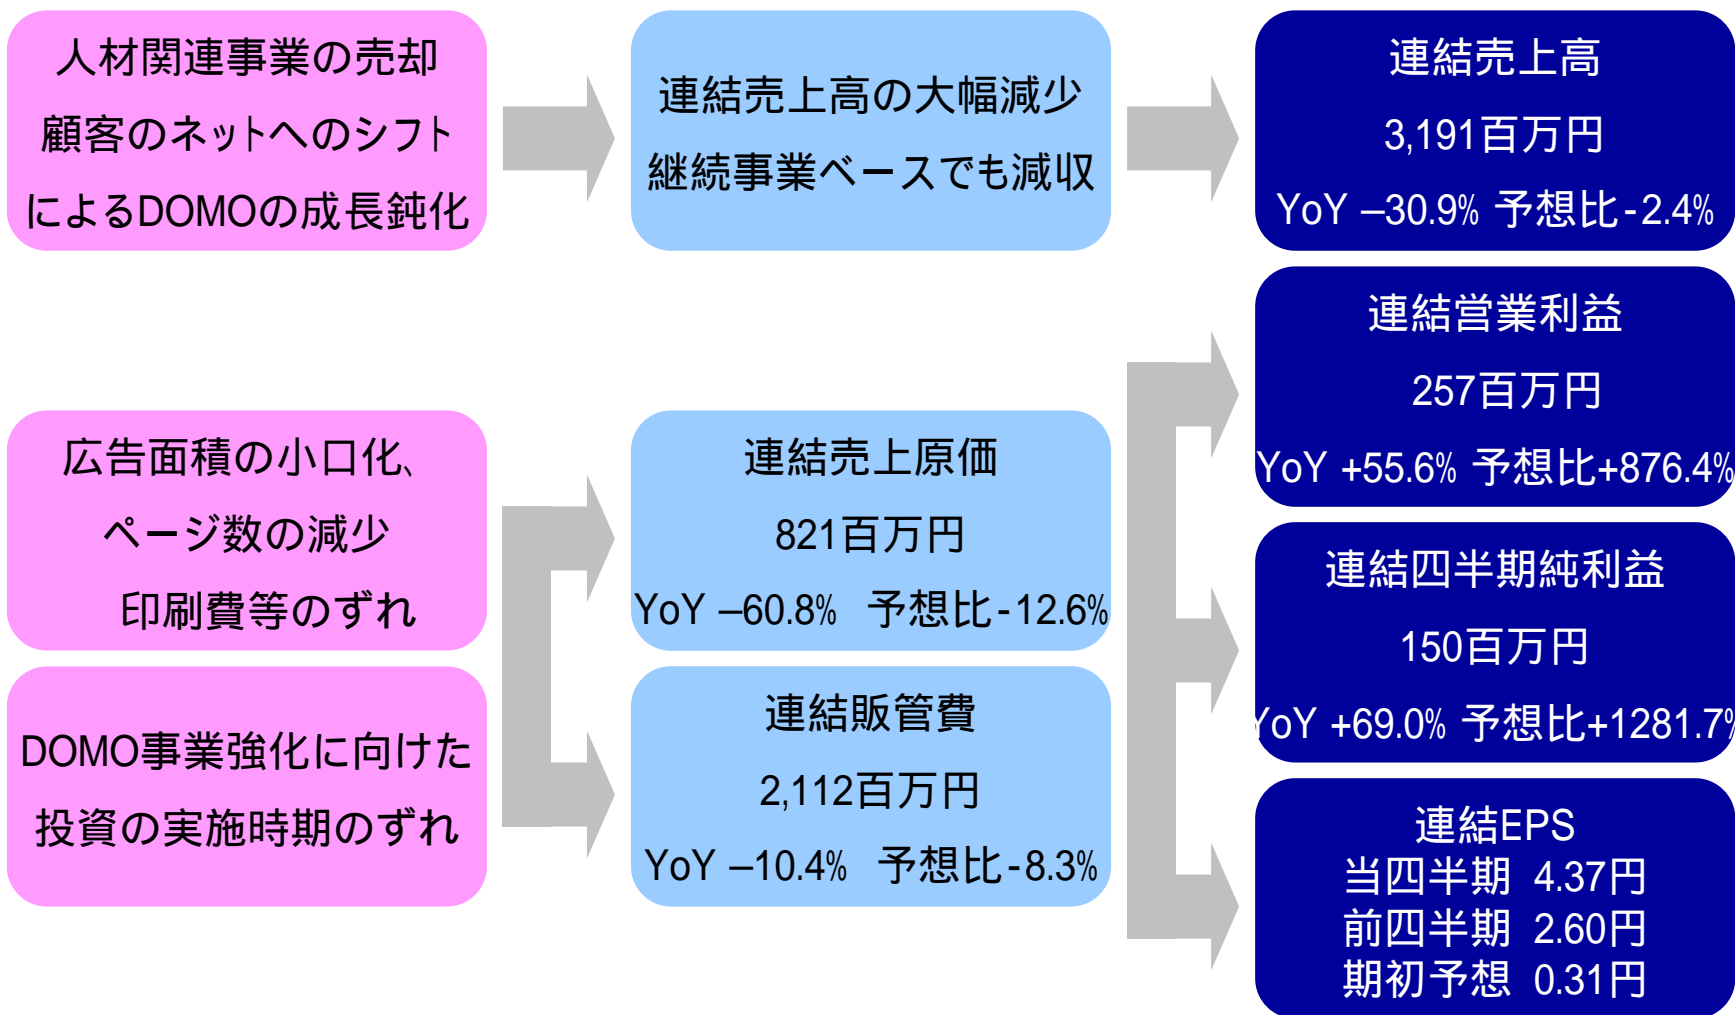 人材関連事業の売却
顧客のネットへのシフト
によるDOMOの成長鈍化
連結売上高の大幅減少
継続事業ベースでも減収
連結売上高
3,191百万円
YoY –30.9% 予想比-2.4%
連結営業利益
257百万円
YoY +55.6% 予想比+876.4%
広告面積の小口化、
ページ数の減少
印刷費等のずれ
連結売上原価
821百万円
YoY –60.8% 予想比-12.6%
連結四半期純利益
150百万円
YoY +69.0% 予想比+1281.7%
DOMO事業強化に向けた
投資の実施時期のずれ
連結販管費
2,112百万円
YoY –10.4% 予想比-8.3%
連結EPS
当四半期 4.37円
前四半期 2.60円
期初予想 0.31円